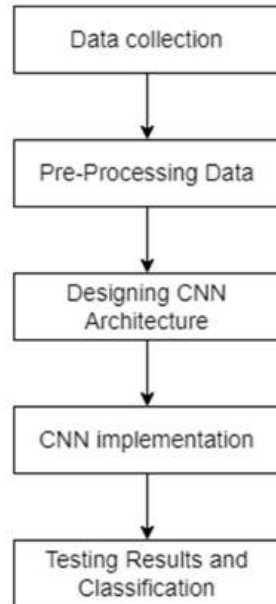 Data collection
Pre-Processing Data
Designing CNN
Architecture
CNN implementation
Testing Results and
Classification